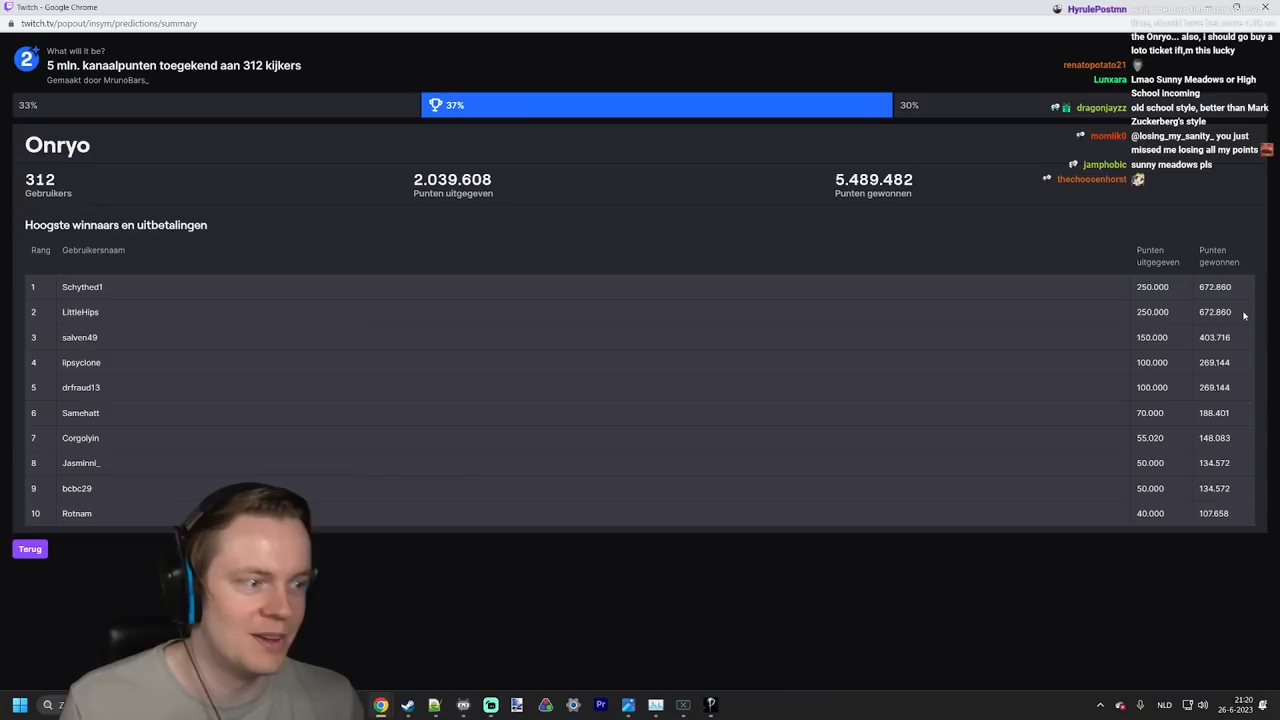 Twitch - Google Chrome
twitch.tv/popout/insym/predictions/summary
What will it be?
5 mln. kanaalpunten toegekend aan 312 kijkers
Gemaakt door MrunoBars_
33%
37%
30%
Onryo
312
Gebruikers
2.039.608
Punten uitgegeven
5.489.482
Punten gewonnen
Hoogste winnaars en uitbetalingen
Rang Gebruikersnaam Punten uitgegeven Punten gewonnen
1 Schythed1 250.000 672.860
2 LittleHips 250.000 672.860
3 salven49 150.000 403.716
4 lipsyclone 100.000 269.144
5 drfraud13 100.000 269.144
6 Samehatt 70.000 188.401
7 Corgolyin 55.020 148.083
8 Jasminni_ 50.000 134.572
9 bcbc29 50.000 134.572
10 Rotnam 40.000 107.658
Terug
HyrulePostmn
the Onryo... also, I should go buy a
loto ticket ifI,m this lucky
renatopotato21
Lunxara Lmao Sunny Meadows or High
School incoming
dragonjayzz old school style, better than Mark
Zuckerberg's style
momiik0 @losing_my_sanity_ you just
missed me losing all my points
jamphobic sunny meadows pls
thechoosenhorst
Z
Pr
NLD
21:20
26-6-2023